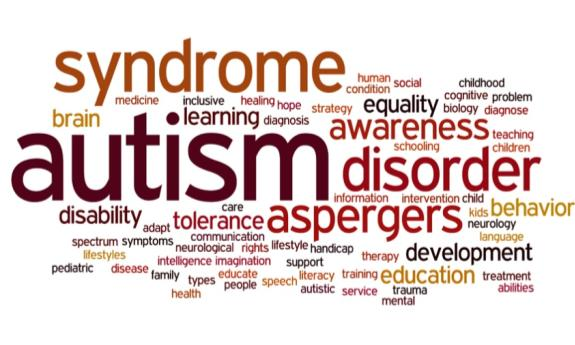 syndrome human social childhood
condition cognitive problem
medicine inclusive healing hope strategy equality biology diagnose
brain learning diagnosis awareness teaching
autism schooling children
disorder
information intervention child
disability care tolerance aspergers kids behavior
adapt neurology
spectrum symptoms communication language
lifestyles neurological rights lifestyle handicap therapy development
pediatric disease intelligence imagination support
family types educate literacy training education treatment
people speech autistic service trauma abilities
health mental